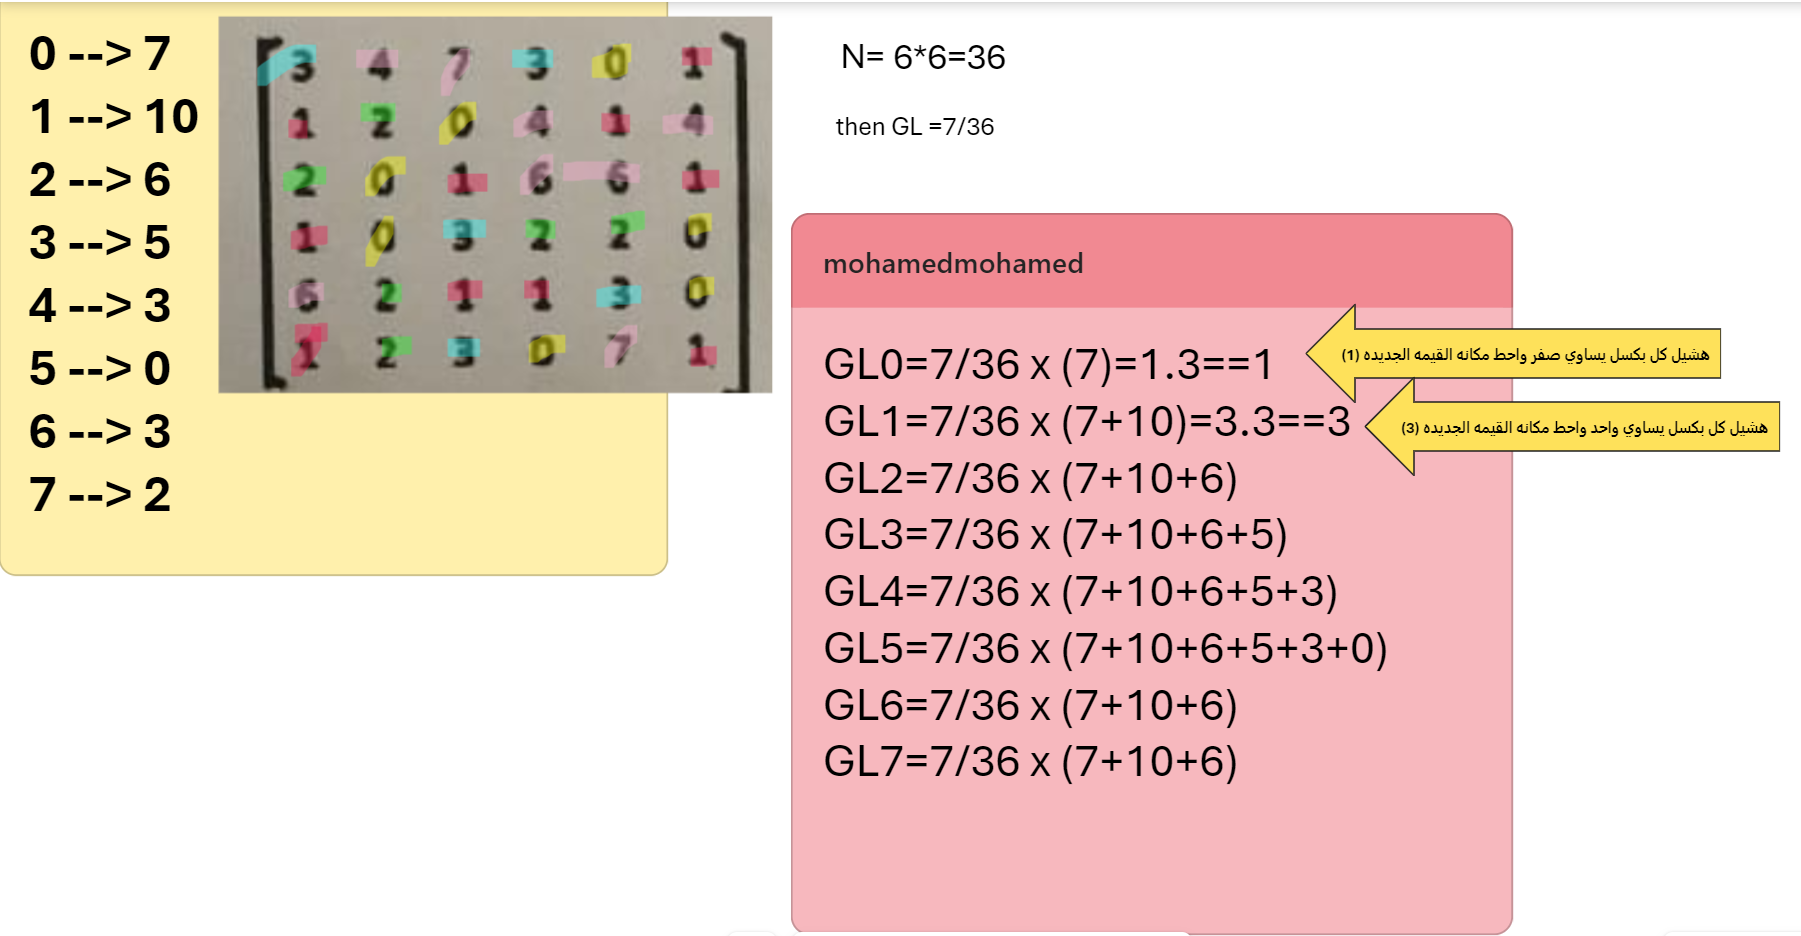 0 --> 7
1 --> 10
2 --> 6
3 --> 5
4 --> 3
5 --> 0
6 --> 3
7 --> 2
3 4 7 3 0 1
1 2 0 4 1 4
2 0 1 6 6 1
1 0 3 2 2 0
6 2 1 1 3 0
1 2 3 0 7 1
N= 6*6=36
then GL =7/36
mohamedmohamed
GL0=7/36 x (7)=1.3==1
هشيل كل بكسل يساوي صفر واحط مكانه القيمه الجديده (1)
GL1=7/36 x (7+10)=3.3==3
هشيل كل بكسل يساوي واحد واحط مكانه القيمه الجديده (3)
GL2=7/36 x (7+10+6)
GL3=7/36 x (7+10+6+5)
GL4=7/36 x (7+10+6+5+3)
GL5=7/36 x (7+10+6+5+3+0)
GL6=7/36 x (7+10+6)
GL7=7/36 x (7+10+6)